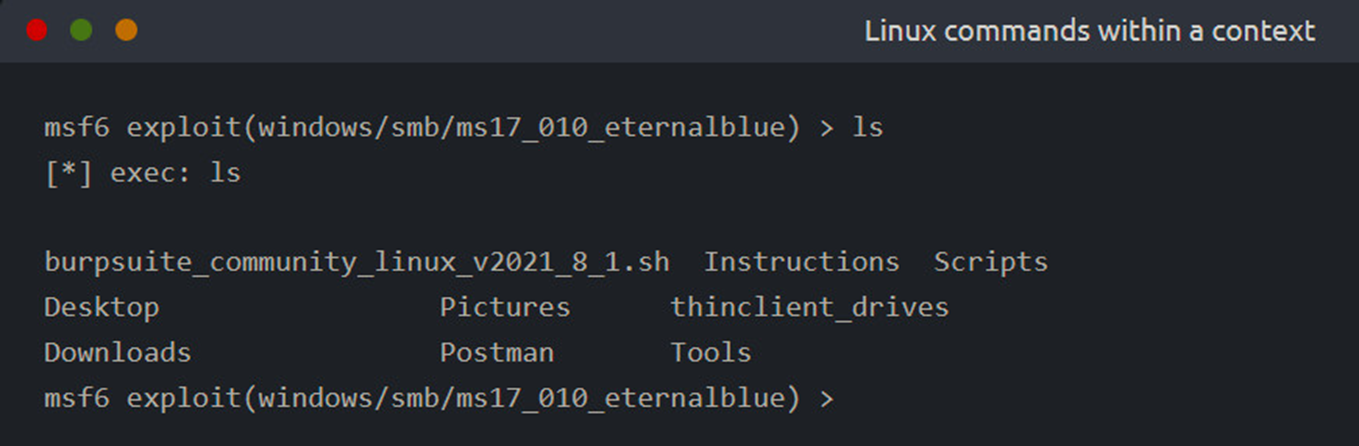 Linux commands within a context
msf6 exploit(windows/smb/ms17_010_eternalblue) > ls
[*] exec: ls
burpsuite_community_linux_v2021_8_1.sh  Instructions  Scripts
Desktop                 Pictures      thinclient_drives
Downloads               Postman       Tools
msf6 exploit(windows/smb/ms17_010_eternalblue) >